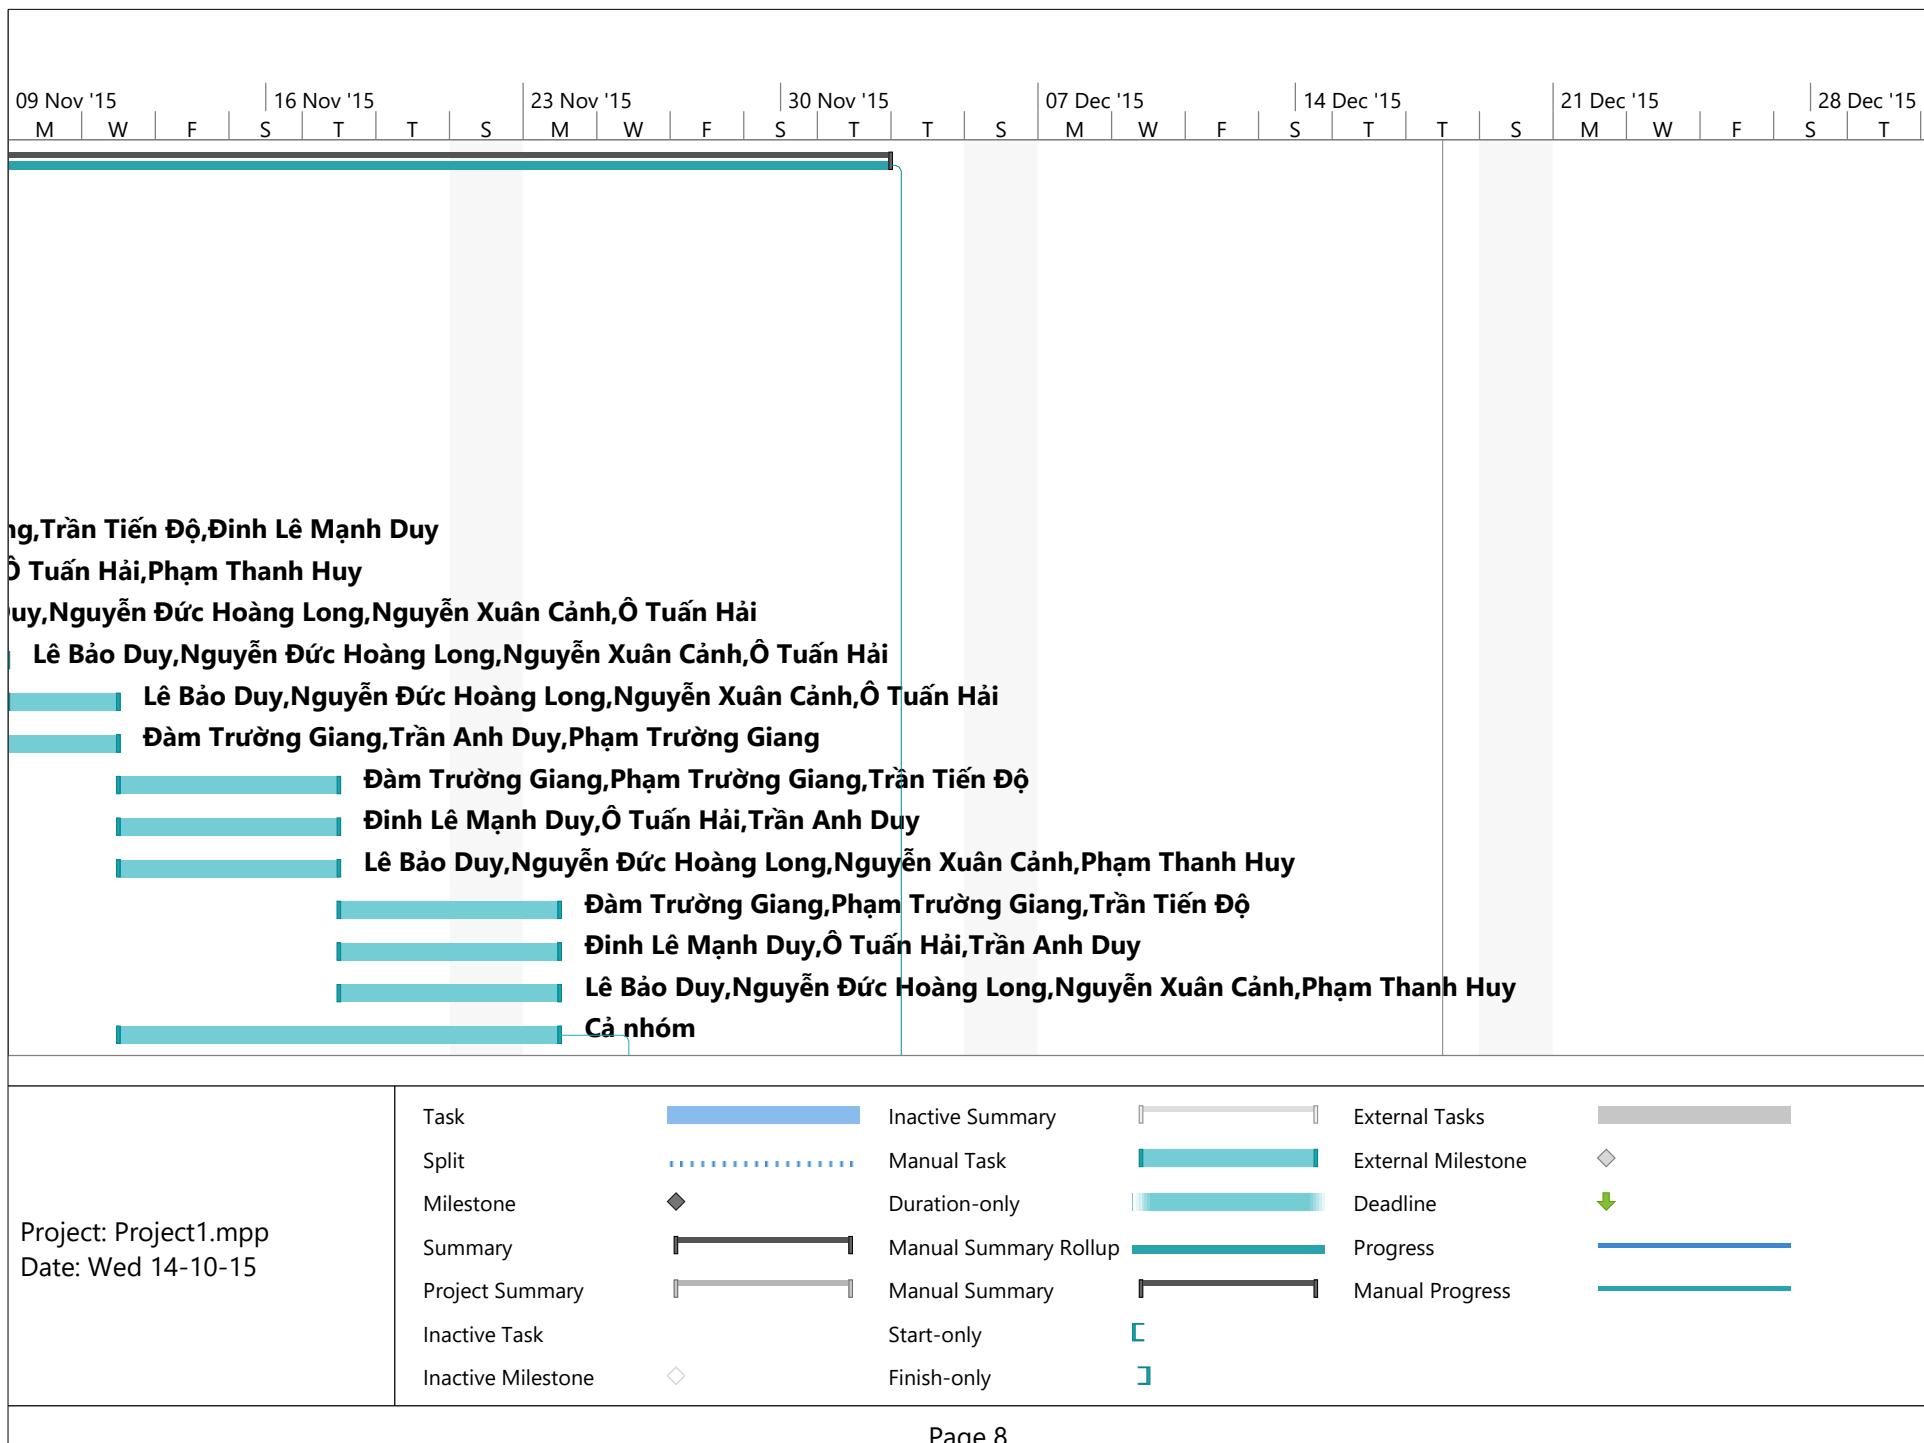 09 Nov '15 16 Nov '15 23 Nov '15 30 Nov '15 07 Dec '15 14 Dec '15 21 Dec '15 28 Dec '15
M W F S T T S M W F S T T S M W F S T T S M W F S T
ng,Trần Tiến Độ,Đinh Lê Mạnh Duy
Ô Tuấn Hải,Phạm Thanh Huy
uy,Nguyễn Đức Hoàng Long,Nguyễn Xuân Cảnh,Ô Tuấn Hải
Lê Bảo Duy,Nguyễn Đức Hoàng Long,Nguyễn Xuân Cảnh,Ô Tuấn Hải
Lê Bảo Duy,Nguyễn Đức Hoàng Long,Nguyễn Xuân Cảnh,Ô Tuấn Hải
Đàm Trường Giang,Trần Anh Duy,Phạm Trường Giang
Đàm Trường Giang,Phạm Trường Giang,Trần Tiến Độ
Đinh Lê Mạnh Duy,Ô Tuấn Hải,Trần Anh Duy
Lê Bảo Duy,Nguyễn Đức Hoàng Long,Nguyễn Xuân Cảnh,Phạm Thanh Huy
Đàm Trường Giang,Phạm Trường Giang,Trần Tiến Độ
Đinh Lê Mạnh Duy,Ô Tuấn Hải,Trần Anh Duy
Lê Bảo Duy,Nguyễn Đức Hoàng Long,Nguyễn Xuân Cảnh,Phạm Thanh Huy
Cả nhóm
Project: Project1.mpp
Date: Wed 14-10-15
Task
Split
Milestone
Summary
Project Summary
Inactive Task
Inactive Milestone
Inactive Summary
Manual Task
Duration-only
Manual Summary Rollup
Manual Summary
Start-only
Finish-only
External Tasks
External Milestone
Deadline
Progress
Manual Progress
Page 8